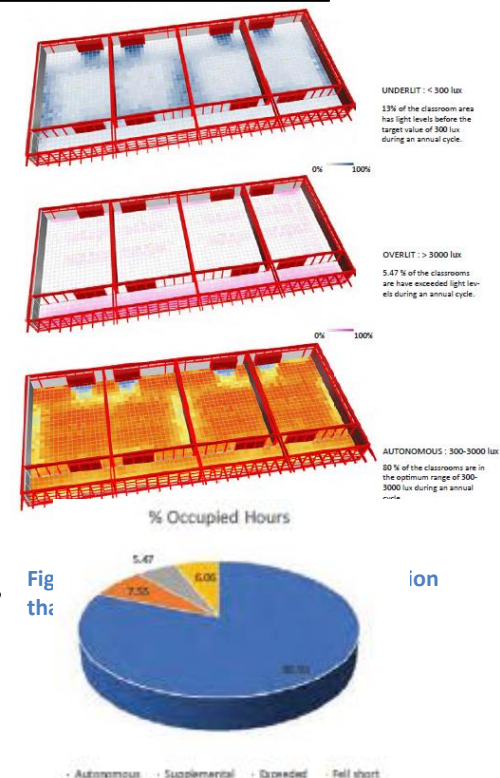 UNDERLIT : < 300 lux
13% of the classroom area
has light levels before the
target value of 300 lux
during an annual cycle.
0% 100%
OVERLIT : > 3000 lux
5.47 % of the classrooms
are have exceeded light lev-
els during an annual cycle.
0% 100%
AUTONOMOUS : 300-3000 lux
80 % of the classrooms are in
the optimum range of 300-
3000 lux during an annual
cycle
% Occupied Hours
5.47
6.06
7.55
Autonomous Supplemental Exceeded Fell short